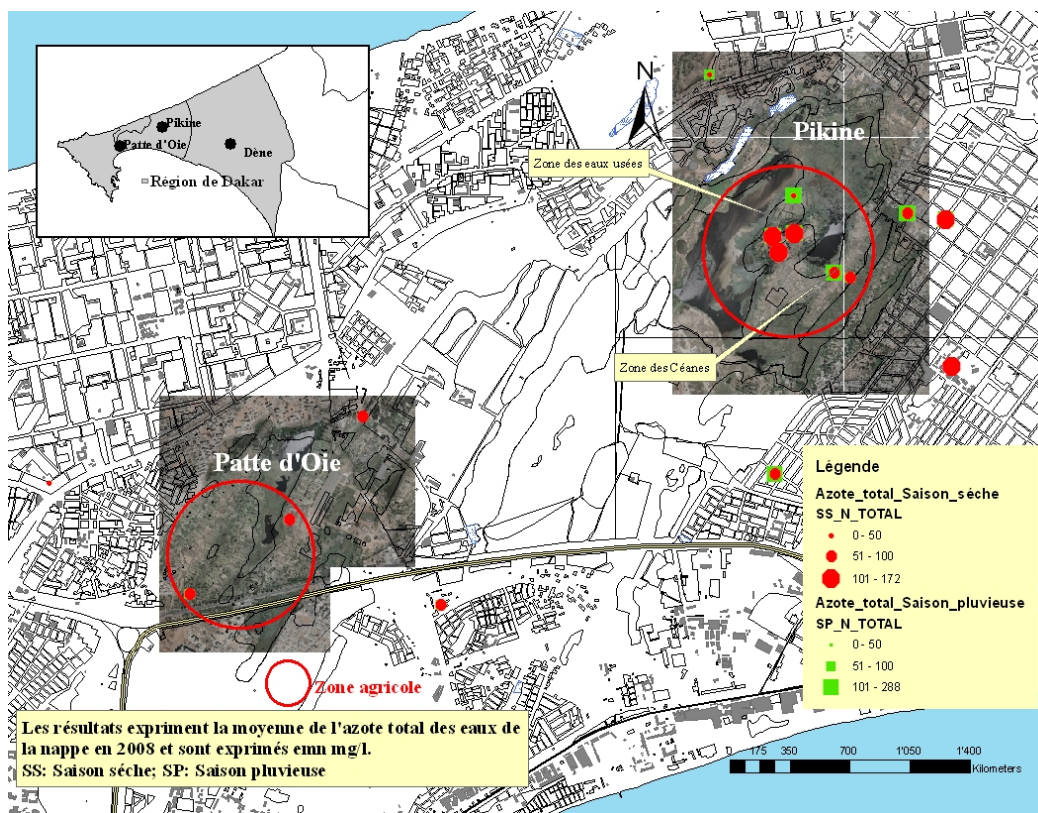 Pikine
Patte d'Oie
Dène
Région de Dakar
N
Pikine
Zone des eaux usées
Zone des Céanes
Patte d'Oie
Zone agricole
Légende
Azote_total_Saison_séche
SS_N_TOTAL
0 - 50
51 - 100
101 - 172
Azote_total_Saison_pluvieuse
SP_N_TOTAL
0 - 50
51 - 100
101 - 288
Les résultats expriment la moyenne de l'azote total des eaux de
la nappe en 2008 et sont exprimés emn mg/l.
SS: Saison séche; SP: Saison pluvieuse
0 175 350 700 1'050 1'400
Kilometers